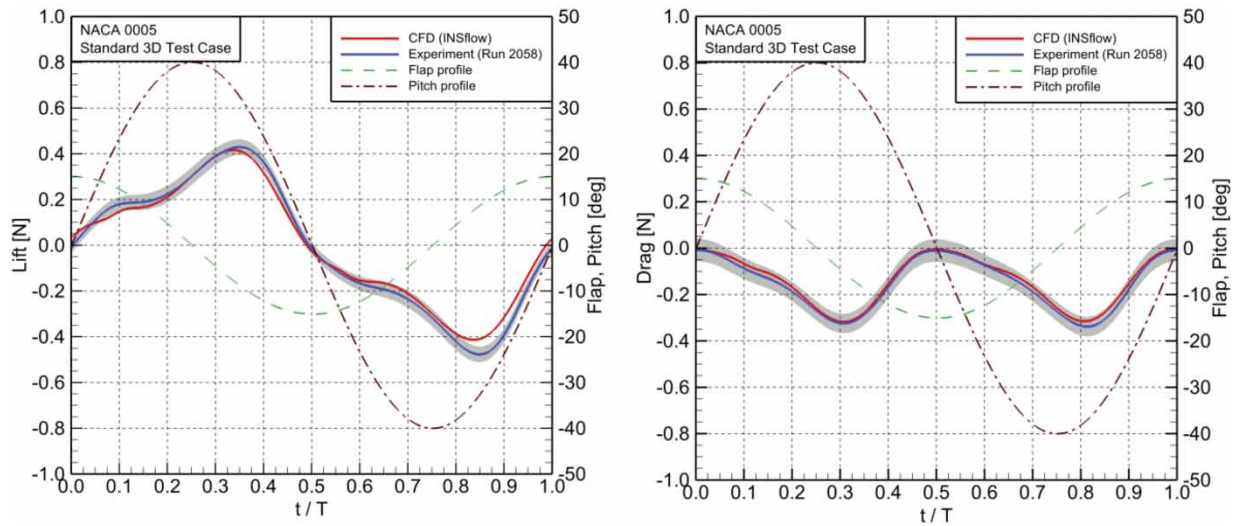 NACA 0005
Standard 3D Test Case
CFD (INSflow)
Experiment (Run 2058)
Flap profile
Pitch profile
1.0
0.8
0.6
0.4
0.2
0.0
-0.2
-0.4
-0.6
-0.8
-1.0
Lift [N]
50
40
30
20
10
0
-10
-20
-30
-40
-50
Flap, Pitch [deg]
0.0 0.1 0.2 0.3 0.4 0.5 0.6 0.7 0.8 0.9 1.0
t / T
NACA 0005
Standard 3D Test Case
CFD (INSflow)
Experiment (Run 2058)
Flap profile
Pitch profile
1.0
0.8
0.6
0.4
0.2
0.0
-0.2
-0.4
-0.6
-0.8
-1.0
Drag [N]
50
40
30
20
10
0
-10
-20
-30
-40
-50
Flap, Pitch [deg]
0.0 0.1 0.2 0.3 0.4 0.5 0.6 0.7 0.8 0.9 1.0
t / T